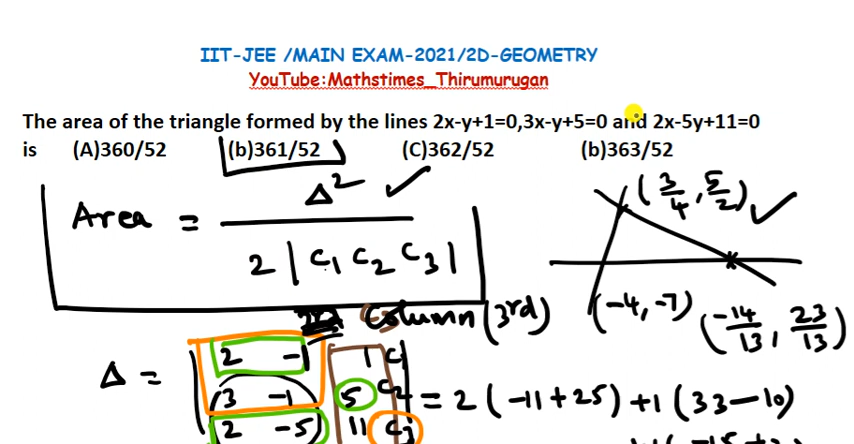 IIT-JEE /MAIN EXAM-2021/2D-GEOMETRY
YouTube:Mathstimes_Thirumurugan
The area of the triangle formed by the lines 2x-y+1=0,3x-y+5=0 and 2x-5y+11=0
is (A)360/52 (b)361/52 (C)362/52 (b)363/52
Area = Δ² / 2|C₁ C₂ C₃|
(3/4, 5/2)
(-4, -7) (-14/13, 23/13)
Column (3rd)
Δ = 2 -1 1 C₁
3 -1 5 C₂ = 2(-11+25)+1(33-10)
2 -5 11 C₃